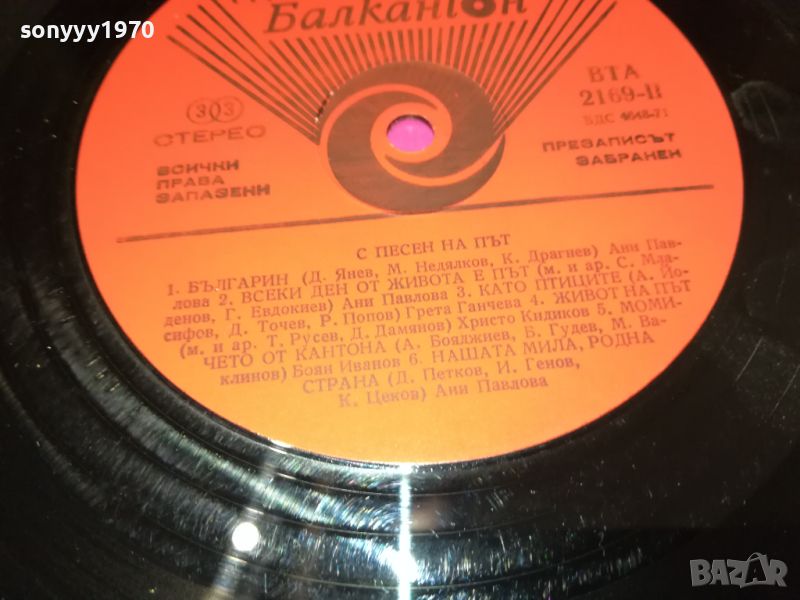 sonyyy1970
Балкантон
ВТА
2169-II
БДС 4648-71
33
СТЕРЕО
ВСИЧКИ
ПРАВА
ЗАПАЗЕНИ
ПРЕЗАПИСЪТ
ЗАБРАНЕН
С ПЕСЕН НА ПЪТ
1. БЪЛГАРИН (Д. Янев, М. Недялков, К. Драгиев) Ани Пав-
лова 2. ВСЕКИ ДЕН ОТ ЖИВОТА Е ПЪТ (м. и ар. С. Мла-
денов, Г. Евдокиев) Ани Павлова 3. КАТО ПТИЦИТЕ (А. Йо-
сифов, Д. Точев, Р. Попов) Грета Ганчева 4. ЖИВОТ НА ПЪТ
(м. и ар. Т. Русев, Д. Дамянов) Христо Кидиков 5. МОМИ-
ЧЕТО ОТ КАНТОНА (А. Бояджиев, Б. Гудев, М. Ва-
клинов) Боян Иванов 6. НАШАТА МИЛА, РОДНА
СТРАНА (Д. Петков, И. Генов,
К. Цеков) Ани Павлова
BAZAR